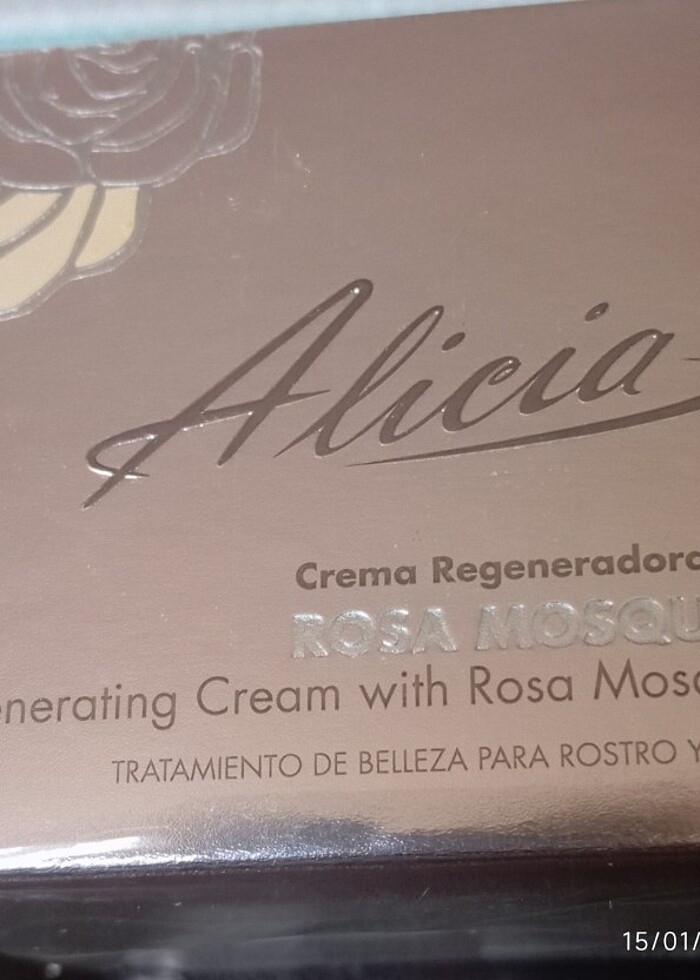 Alicia
Crema Regeneradora
ROSA MOSQU
enerating Cream with Rosa Mosq
TRATAMIENTO DE BELLEZA PARA ROSTRO Y
15/01/